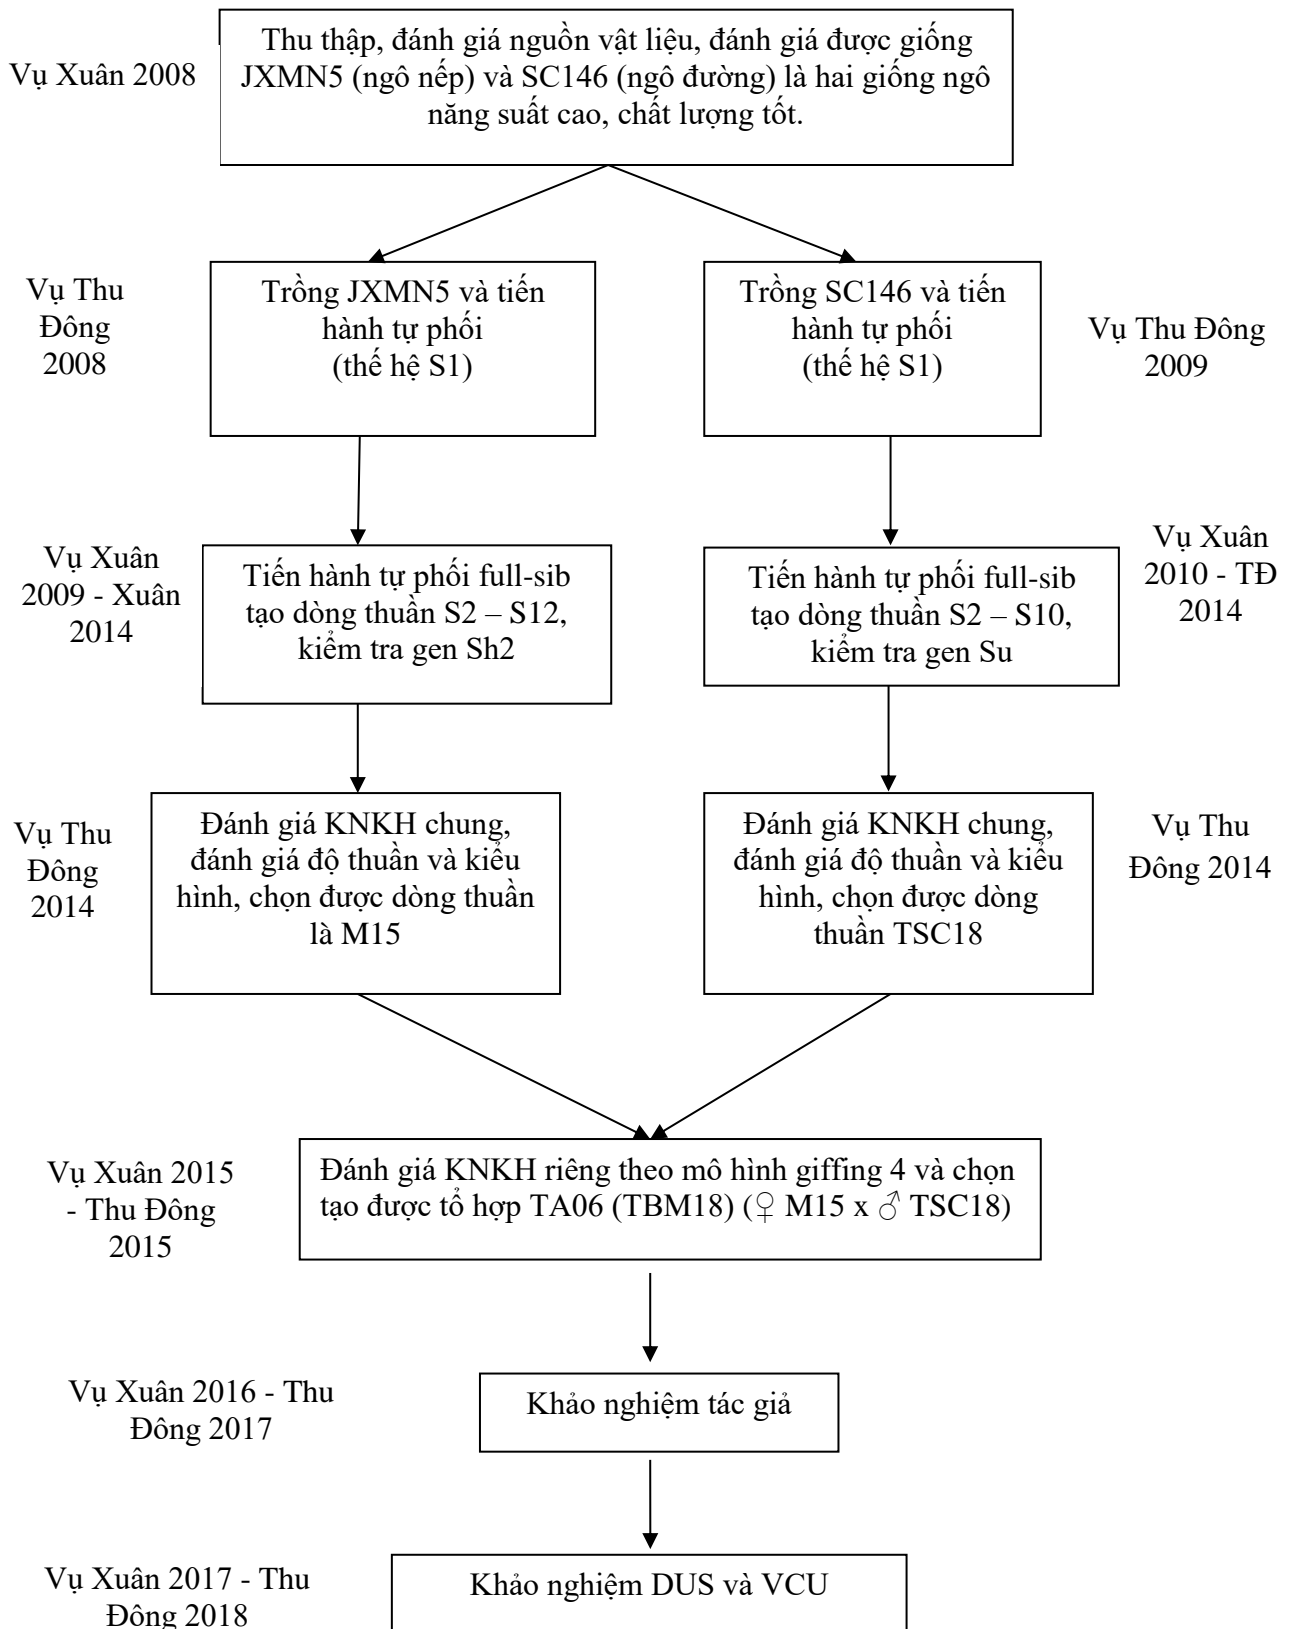 Vụ Xuân 2008
Thu thập, đánh giá nguồn vật liệu, đánh giá được giống
JXMN5 (ngô nếp) và SC146 (ngô đường) là hai giống ngô
năng suất cao, chất lượng tốt.
Vụ Thu
Đông
2008
Trồng JXMN5 và tiến
hành tự phối
(thế hệ S1)
Trồng SC146 và tiến
hành tự phối
(thế hệ S1)
Vụ Thu Đông
2009
Vụ Xuân
2009 - Xuân
2014
Tiến hành tự phối full-sib
tạo dòng thuần S2 – S12,
kiểm tra gen Sh2
Tiến hành tự phối full-sib
tạo dòng thuần S2 – S10,
kiểm tra gen Su
Vụ Xuân
2010 - TĐ
2014
Vụ Thu
Đông
2014
Đánh giá KNKH chung,
đánh giá độ thuần và kiểu
hình, chọn được dòng thuần
là M15
Đánh giá KNKH chung,
đánh giá độ thuần và kiểu
hình, chọn được dòng
thuần TSC18
Vụ Thu
Đông 2014
Vụ Xuân 2015
- Thu Đông
2015
Đánh giá KNKH riêng theo mô hình giffing 4 và chọn
tạo được tổ hợp TA06 (TBM18) (♀ M15 x ♂ TSC18)
Vụ Xuân 2016 - Thu
Đông 2017
Khảo nghiệm tác giả
Vụ Xuân 2017 - Thu
Đông 2018
Khảo nghiệm DUS và VCU